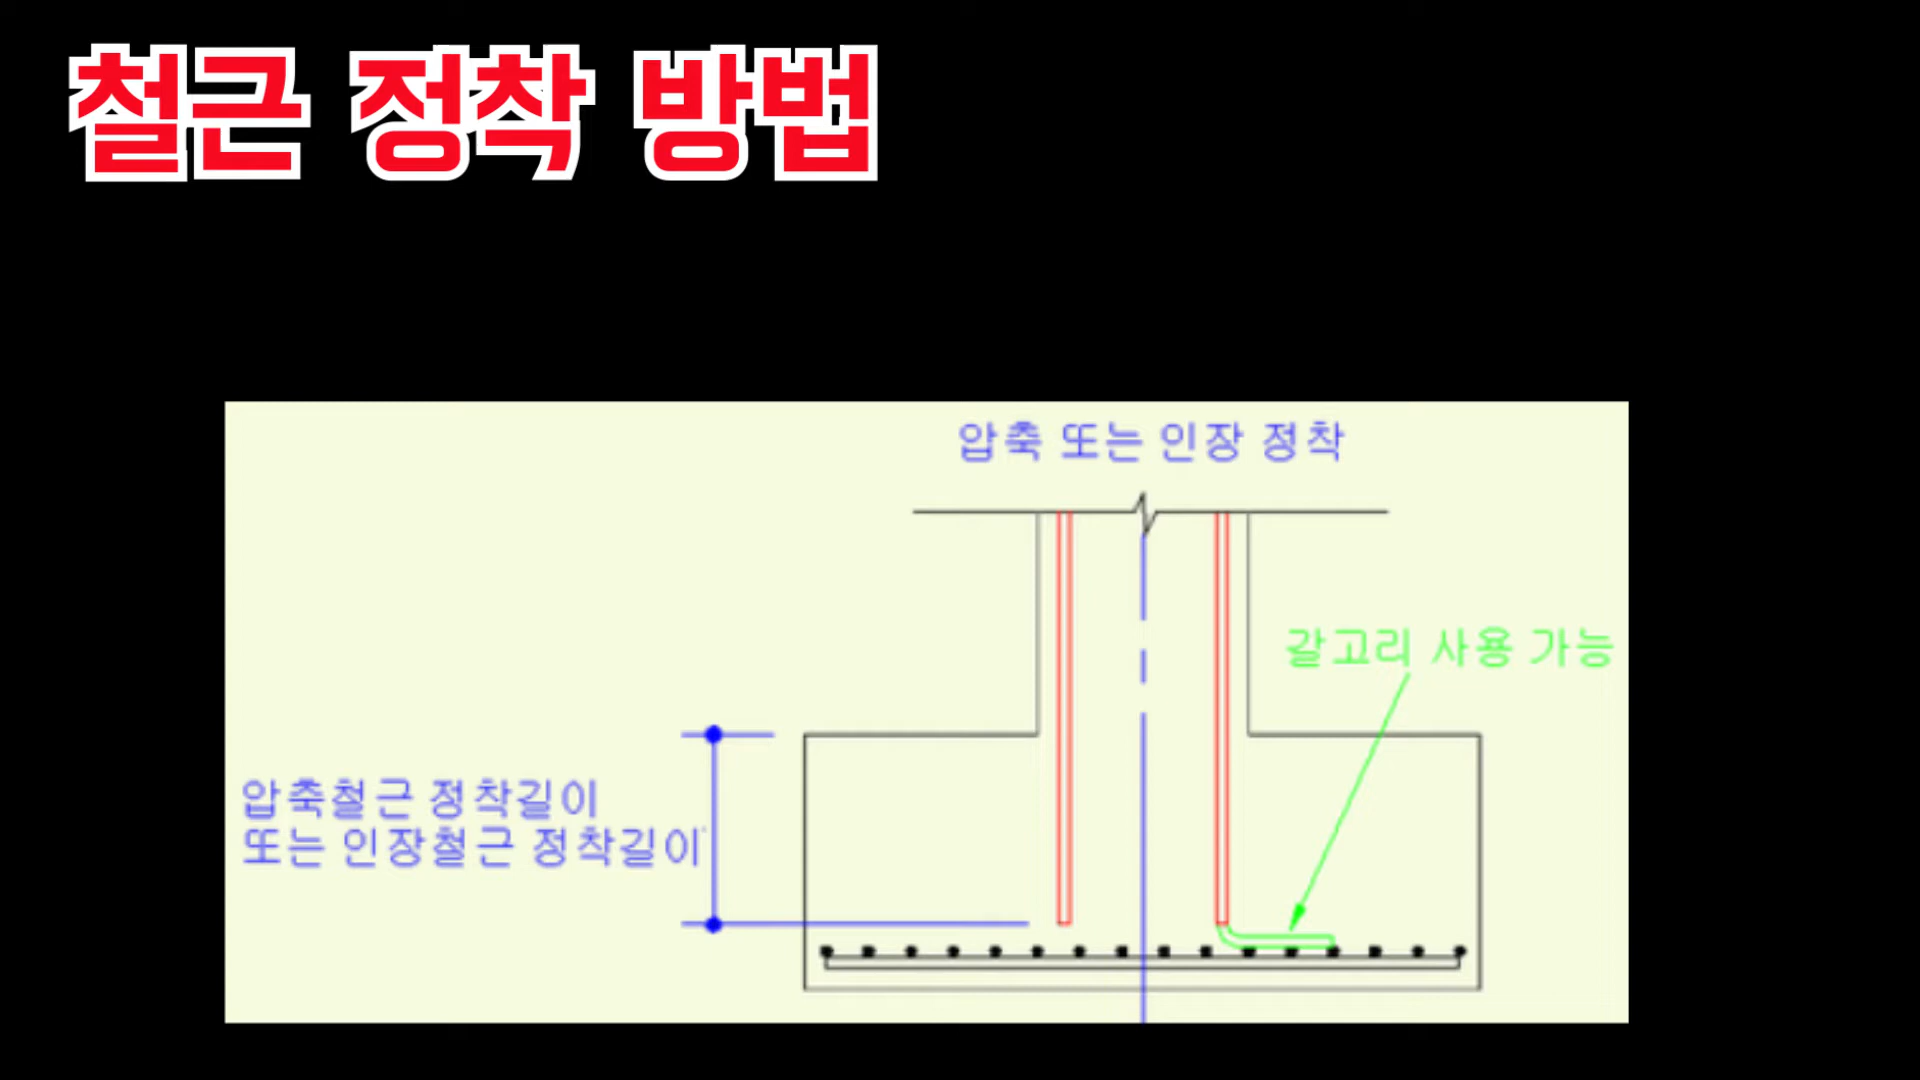 철근 정착 방법
압축 또는 인장 정착
갈고리 사용 가능
압축철근 정착길이
또는 인장철근 정착길이